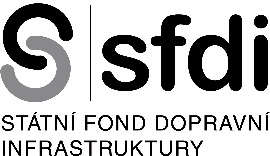 sfdi
STÁTNÍ FOND DOPRAVNÍ
INFRASTRUKTURY